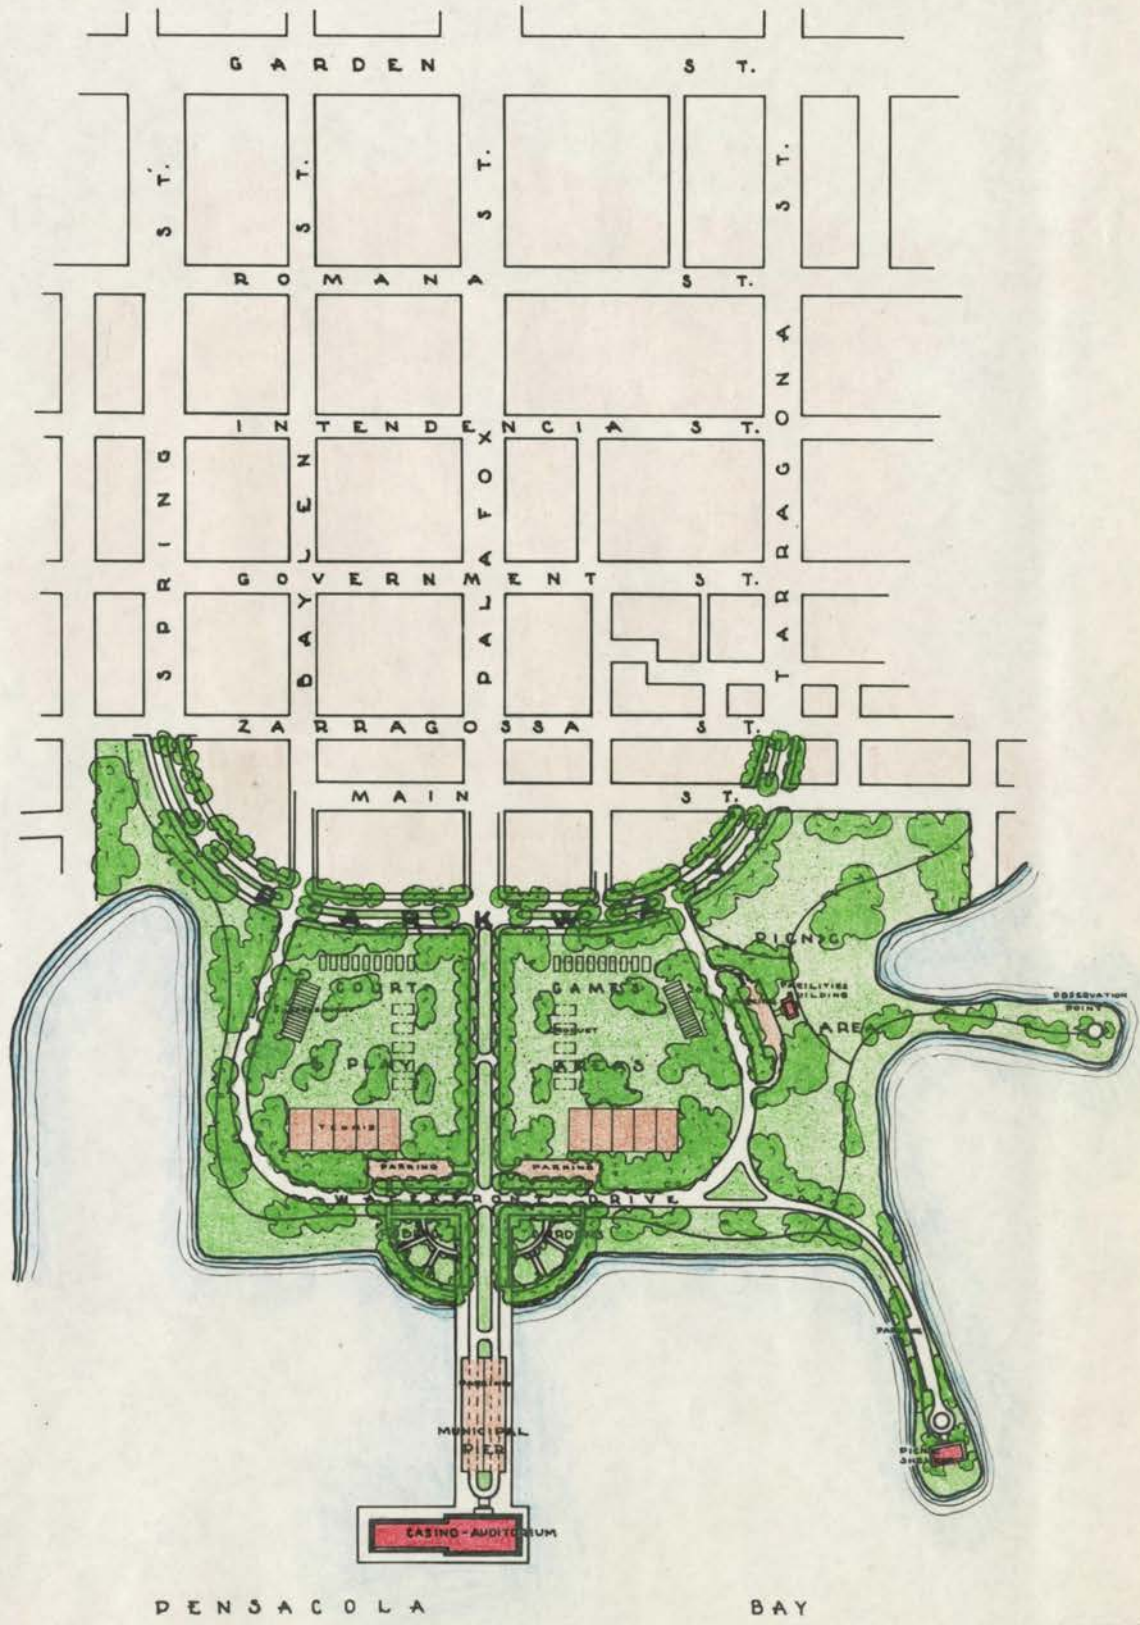 GARDEN ST.
SPRING ST.
BAYLEN ST.
PALAFOX ST.
TARRAGONA ST.
ROMANA ST.
INTENDENCIA ST.
GOVERNMENT ST.
ZARRAGOSSA ST.
MAIN ST.
PARKWAY
PICNIC
AREA
FACILITIES
BUILDING
OBSERVATION
POINT
COURT GAMES
& PLAY AREAS
TENNIS
PARKING
PARKING
WATERFRONT DRIVE
GARDENS
PARKING
PARKING
MUNICIPAL
PIER
PICNIC
SHELTER
CASINO-AUDITORIUM
PENSACOLA BAY